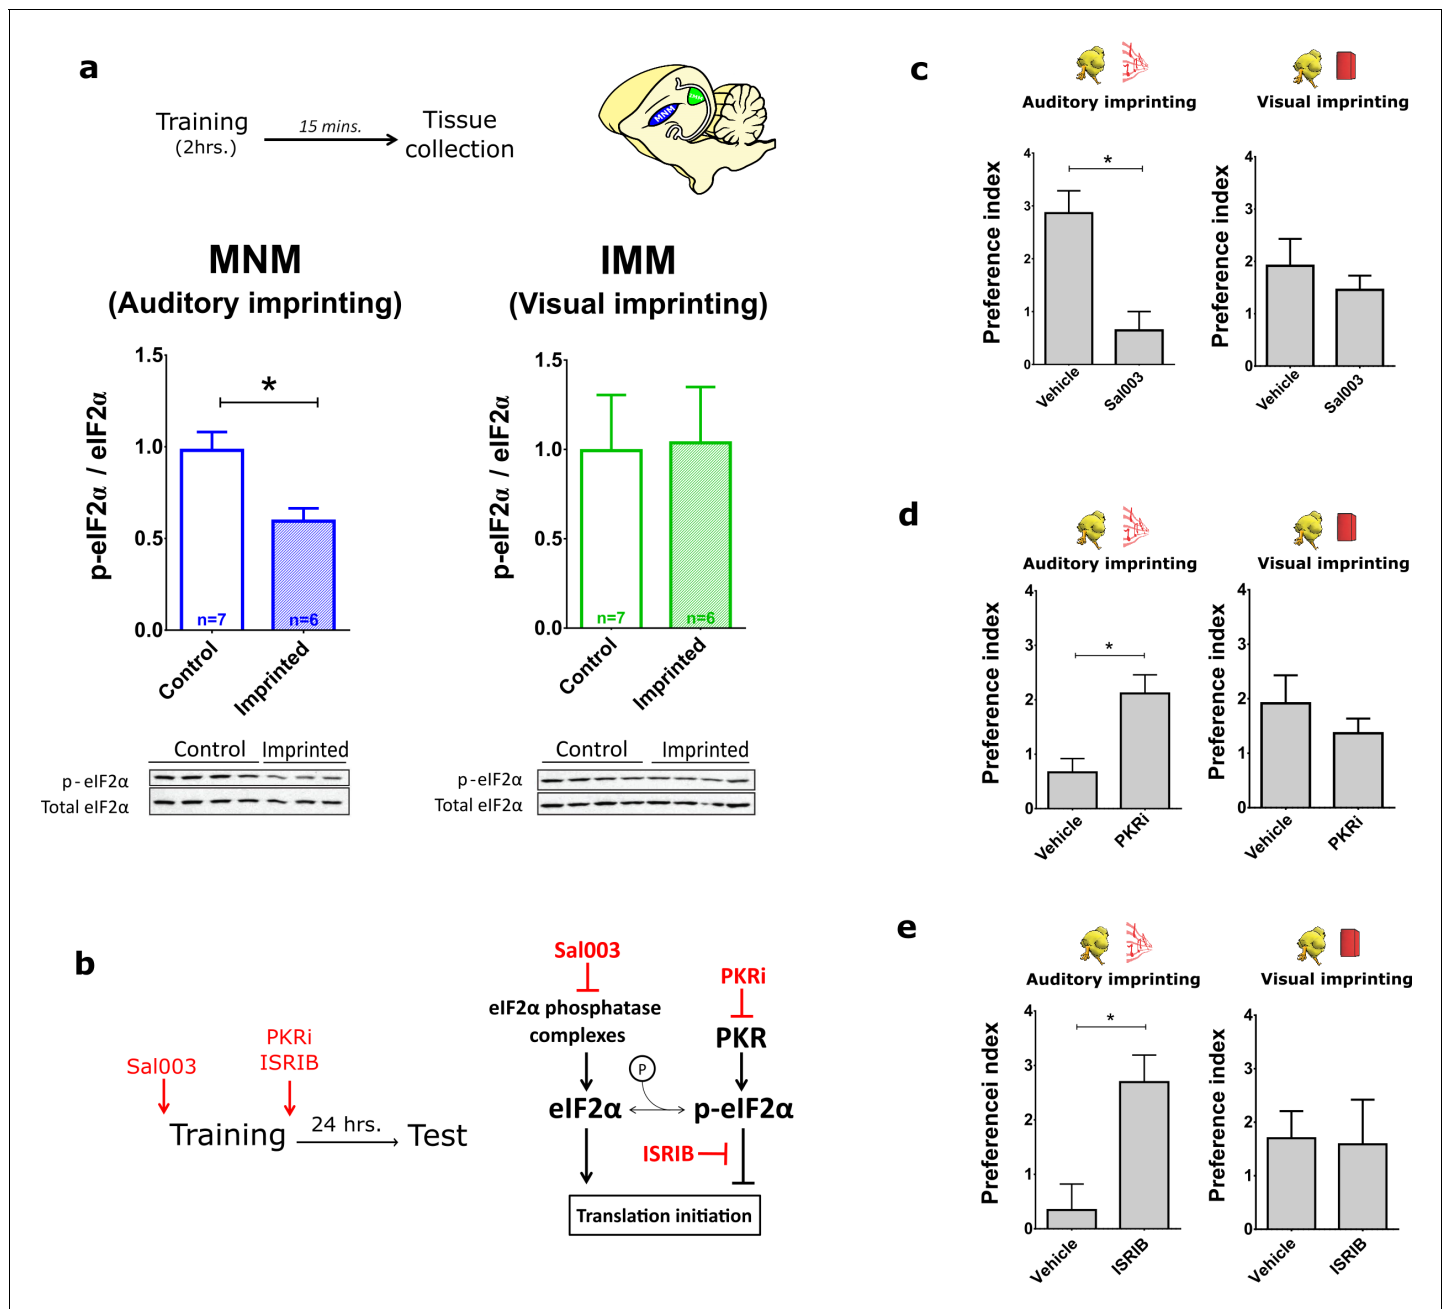 a
Training
(2hrs.)
15 mins.
Tissue
collection
MNM
IMM
MNM
(Auditory imprinting)
p-eIF2α / eIF2α
1.5
1.0
0.5
0.0
*
n=7
n=6
Control
Imprinted
Control
Imprinted
p-eIF2α
Total eIF2α
IMM
(Visual imprinting)
p-eIF2α / eIF2α
1.5
1.0
0.5
0.0
n=7
n=6
Control
Imprinted
Control
Imprinted
p-eIF2α
Total eIF2α
b
Sal003
PKRi
ISRIB
Training
24 hrs.
Test
Sal003
PKRi
eIF2α phosphatase
complexes
PKR
P
eIF2α
p-eIF2α
ISRIB
Translation initiation
c
Auditory imprinting
Preference index
4
3
2
1
0
*
Vehicle
Sal003
Visual imprinting
Preference index
4
3
2
1
0
Vehicle
Sal003
d
Auditory imprinting
Preference index
4
3
2
1
0
*
Vehicle
PKRi
Visual imprinting
Preference index
4
3
2
1
0
Vehicle
PKRi
e
Auditory imprinting
Preferencei ndex
4
3
2
1
0
*
Vehicle
ISRIB
Visual imprinting
Preference index
4
3
2
1
0
Vehicle
ISRIB